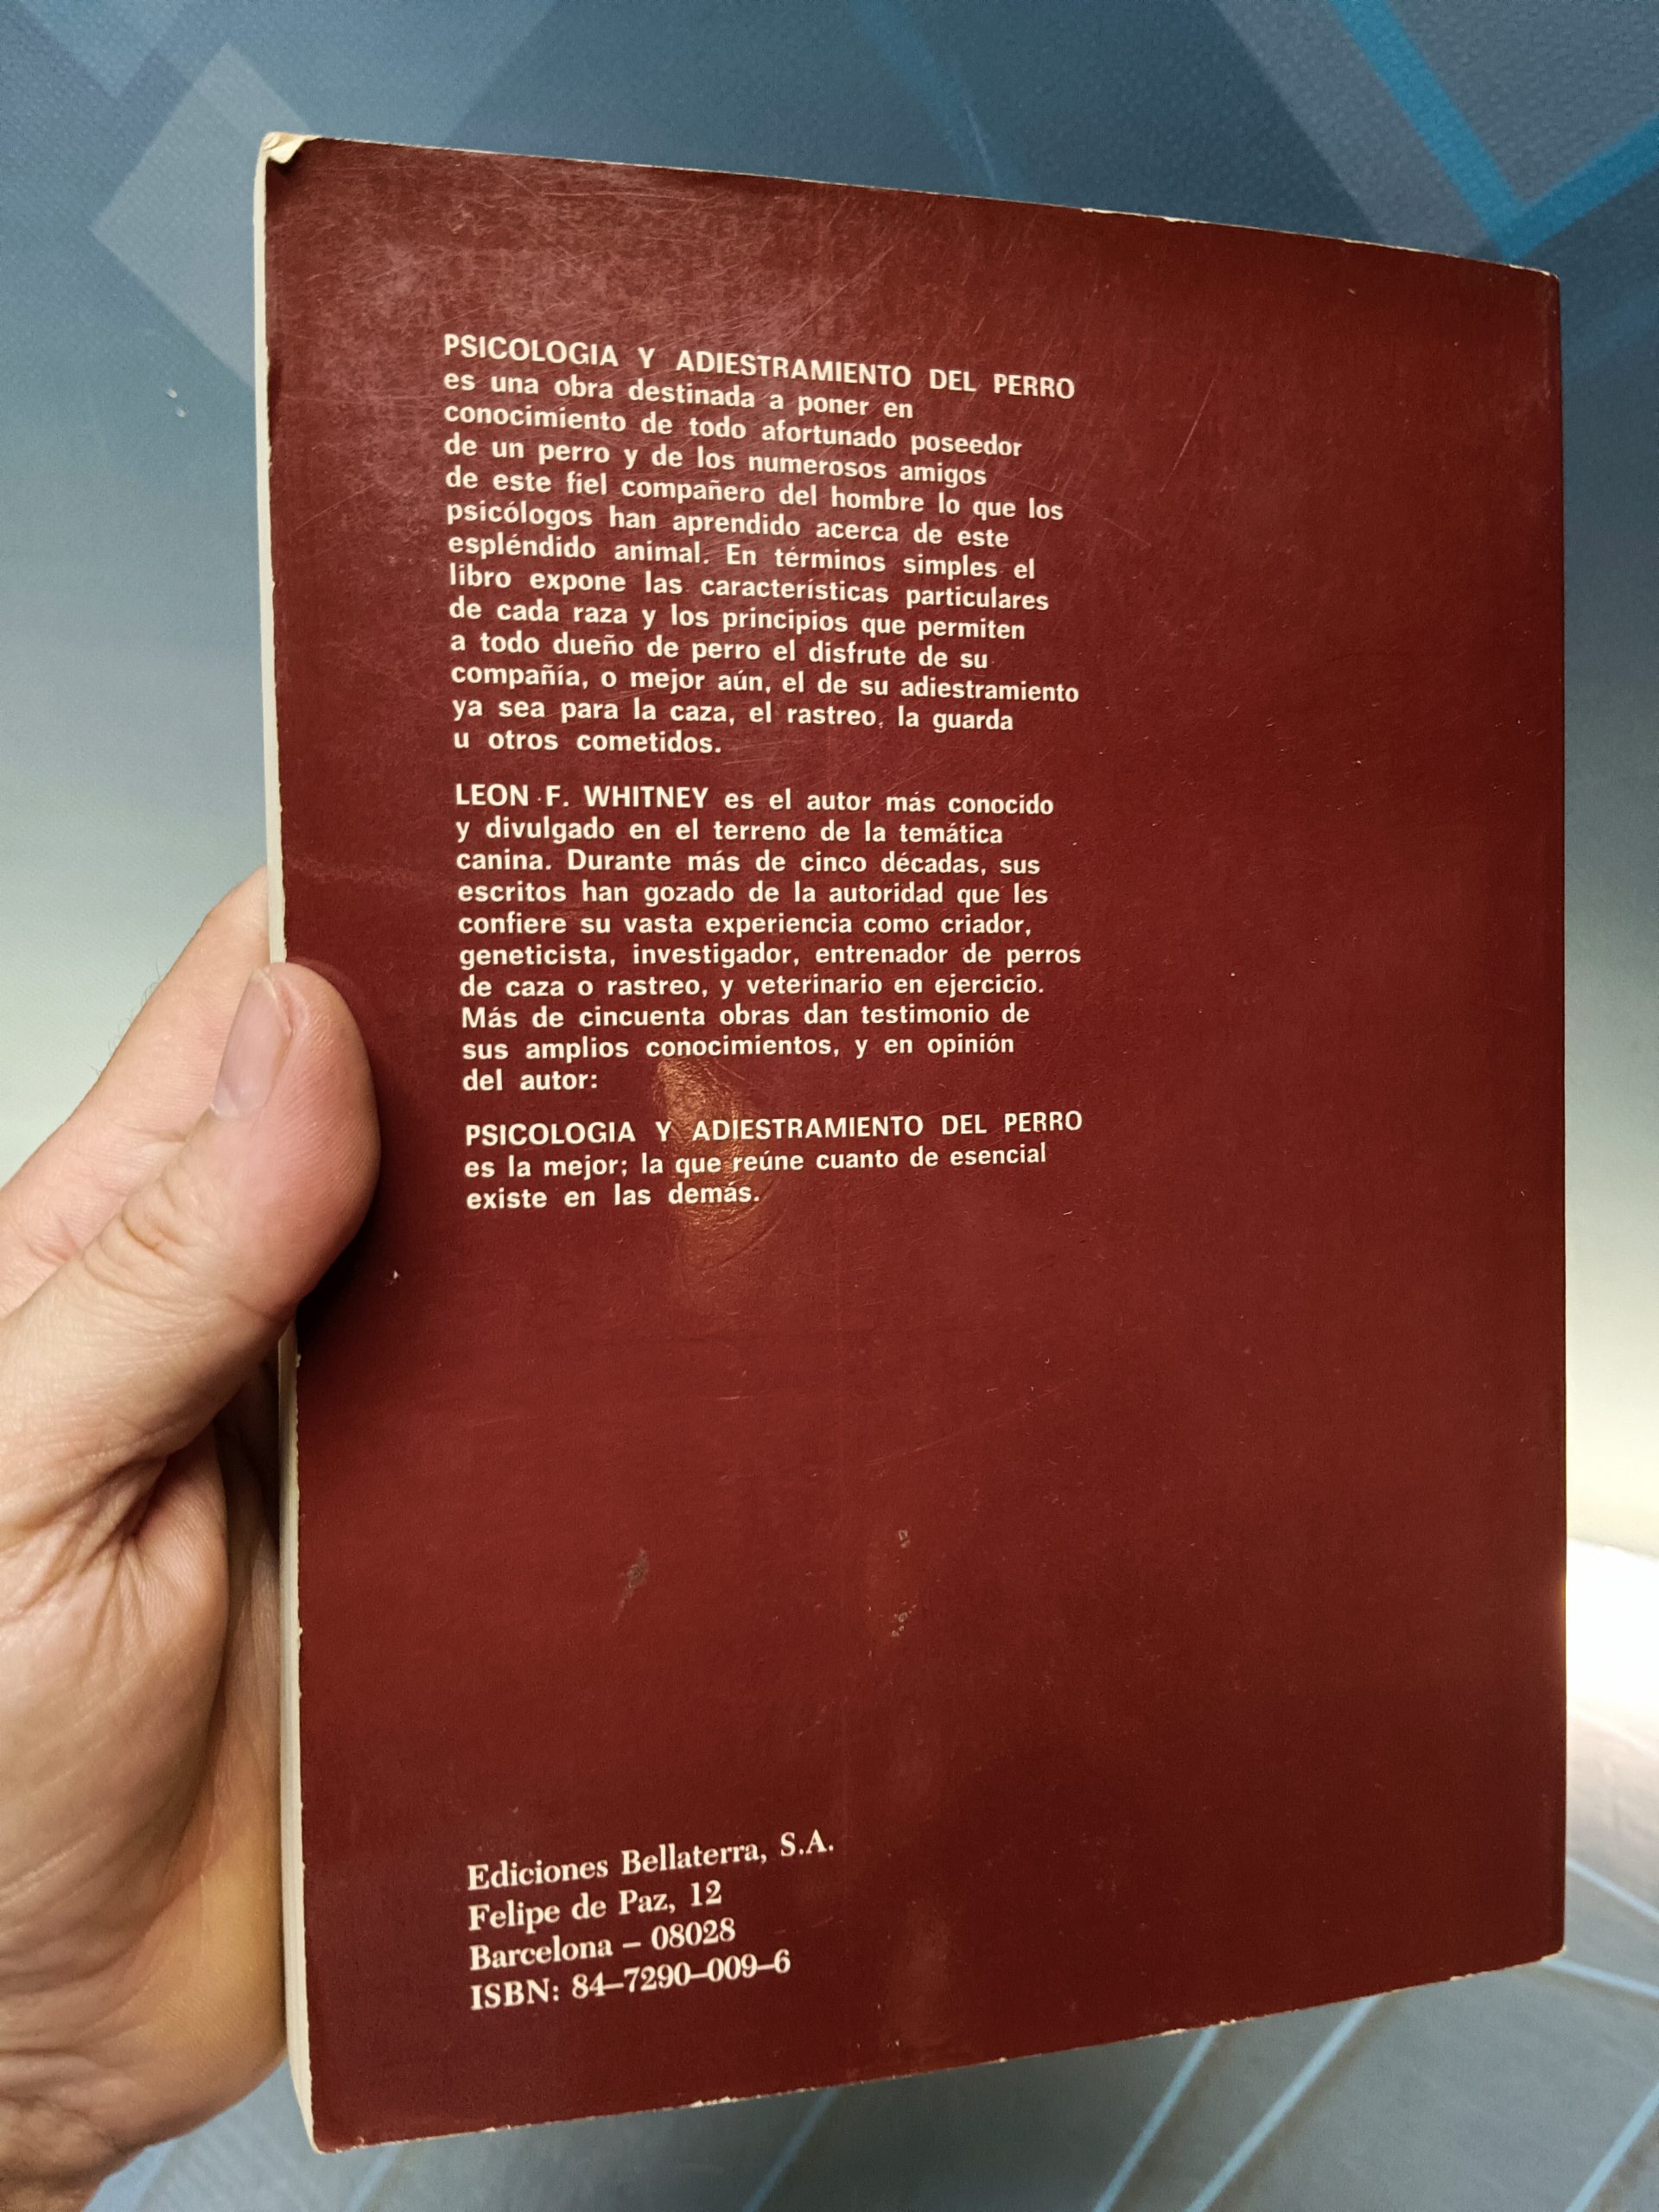 PSICOLOGIA Y ADIESTRAMIENTO DEL PERRO
es una obra destinada a poner en
conocimiento de todo afortunado poseedor
de un perro y de los numerosos amigos
de este fiel compañero del hombre lo que los
psicólogos han aprendido acerca de este
espléndido animal. En términos simples el
libro expone las características particulares
de cada raza y los principios que permiten
a todo dueño de perro el disfrute de su
compañía, o mejor aún, el de su adiestramiento
ya sea para la caza, el rastreo, la guarda
u otros cometidos.
LEON F. WHITNEY es el autor más conocido
y divulgado en el terreno de la temática
canina. Durante más de cinco décadas, sus
escritos han gozado de la autoridad que les
confiere su vasta experiencia como criador,
geneticista, investigador, entrenador de perros
de caza o rastreo, y veterinario en ejercicio.
Más de cincuenta obras dan testimonio de
sus amplios conocimientos, y en opinión
del autor:
PSICOLOGIA Y ADIESTRAMIENTO DEL PERRO
es la mejor; la que reúne cuanto de esencial
existe en las demás.
Ediciones Bellaterra, S.A.
Felipe de Paz, 12
Barcelona – 08028
ISBN: 84–7290–009–6